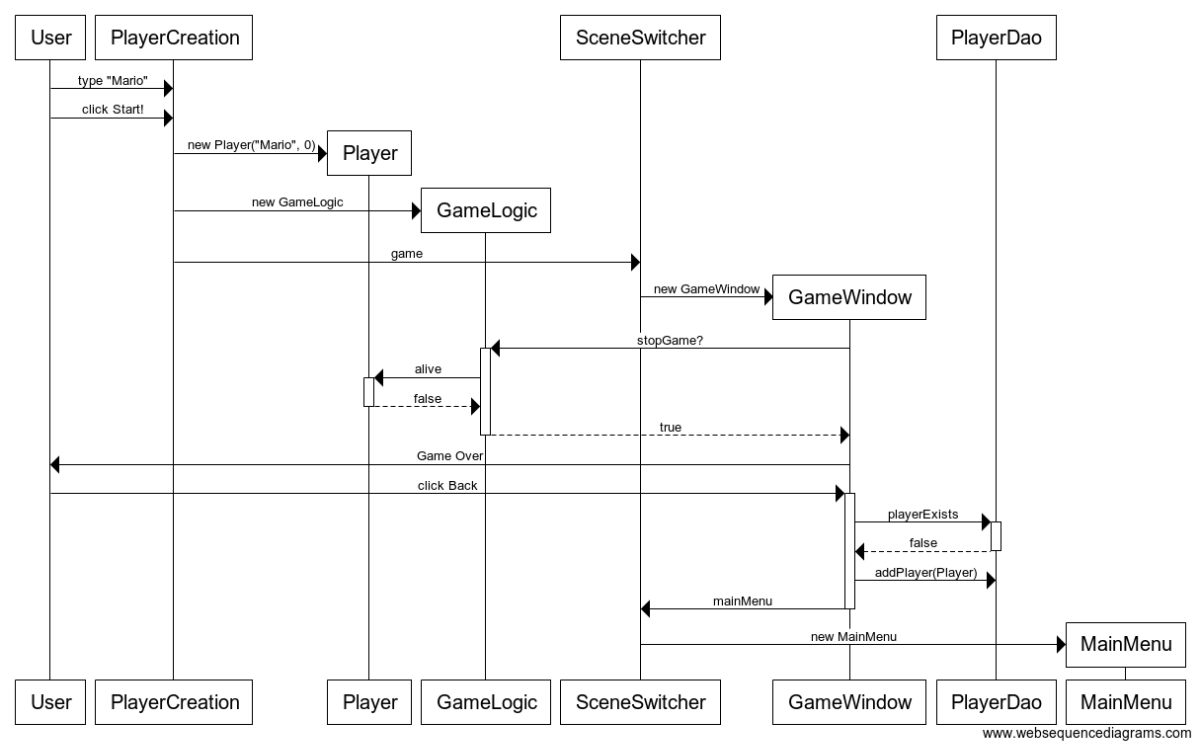 User
PlayerCreation
SceneSwitcher
PlayerDao
type "Mario"
click Start!
new Player("Mario", 0)
Player
new GameLogic
GameLogic
game
new GameWindow
GameWindow
stopGame?
alive
false
true
Game Over
click Back
playerExists
false
addPlayer(Player)
mainMenu
new MainMenu
MainMenu
User
PlayerCreation
Player
GameLogic
SceneSwitcher
GameWindow
PlayerDao
MainMenu
www.websequencediagrams.com